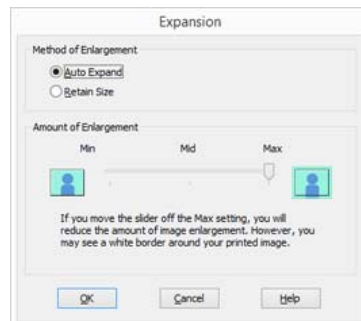 Expansion
Method of Enlargement
Auto Expand
Retain Size
Amount of Enlargement
Min Mid Max
If you move the slider off the Max setting, you will
reduce the amount of image enlargement. However, you
may see a white border around your printed image.
OK Cancel Help